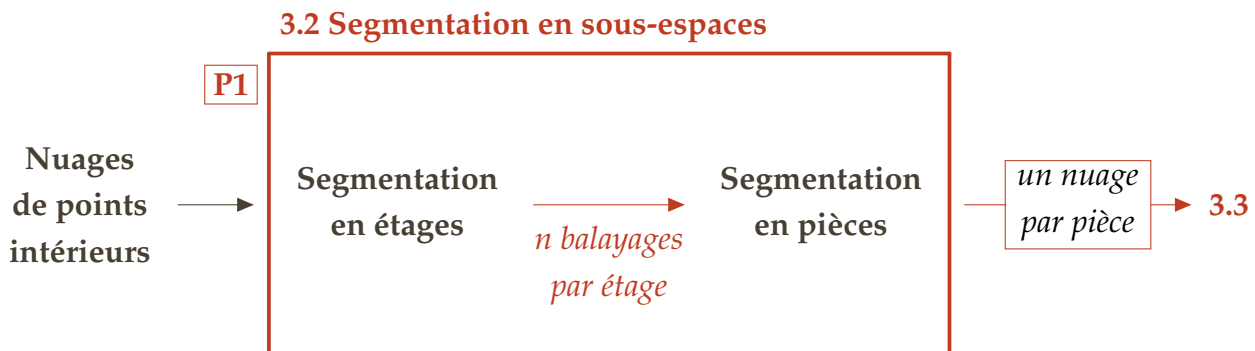 3.2 Segmentation en sous-espaces
P1
Nuages
de points
intérieurs
Segmentation
en étages
n balayages
par étage
Segmentation
en pièces
un nuage
par pièce
3.3